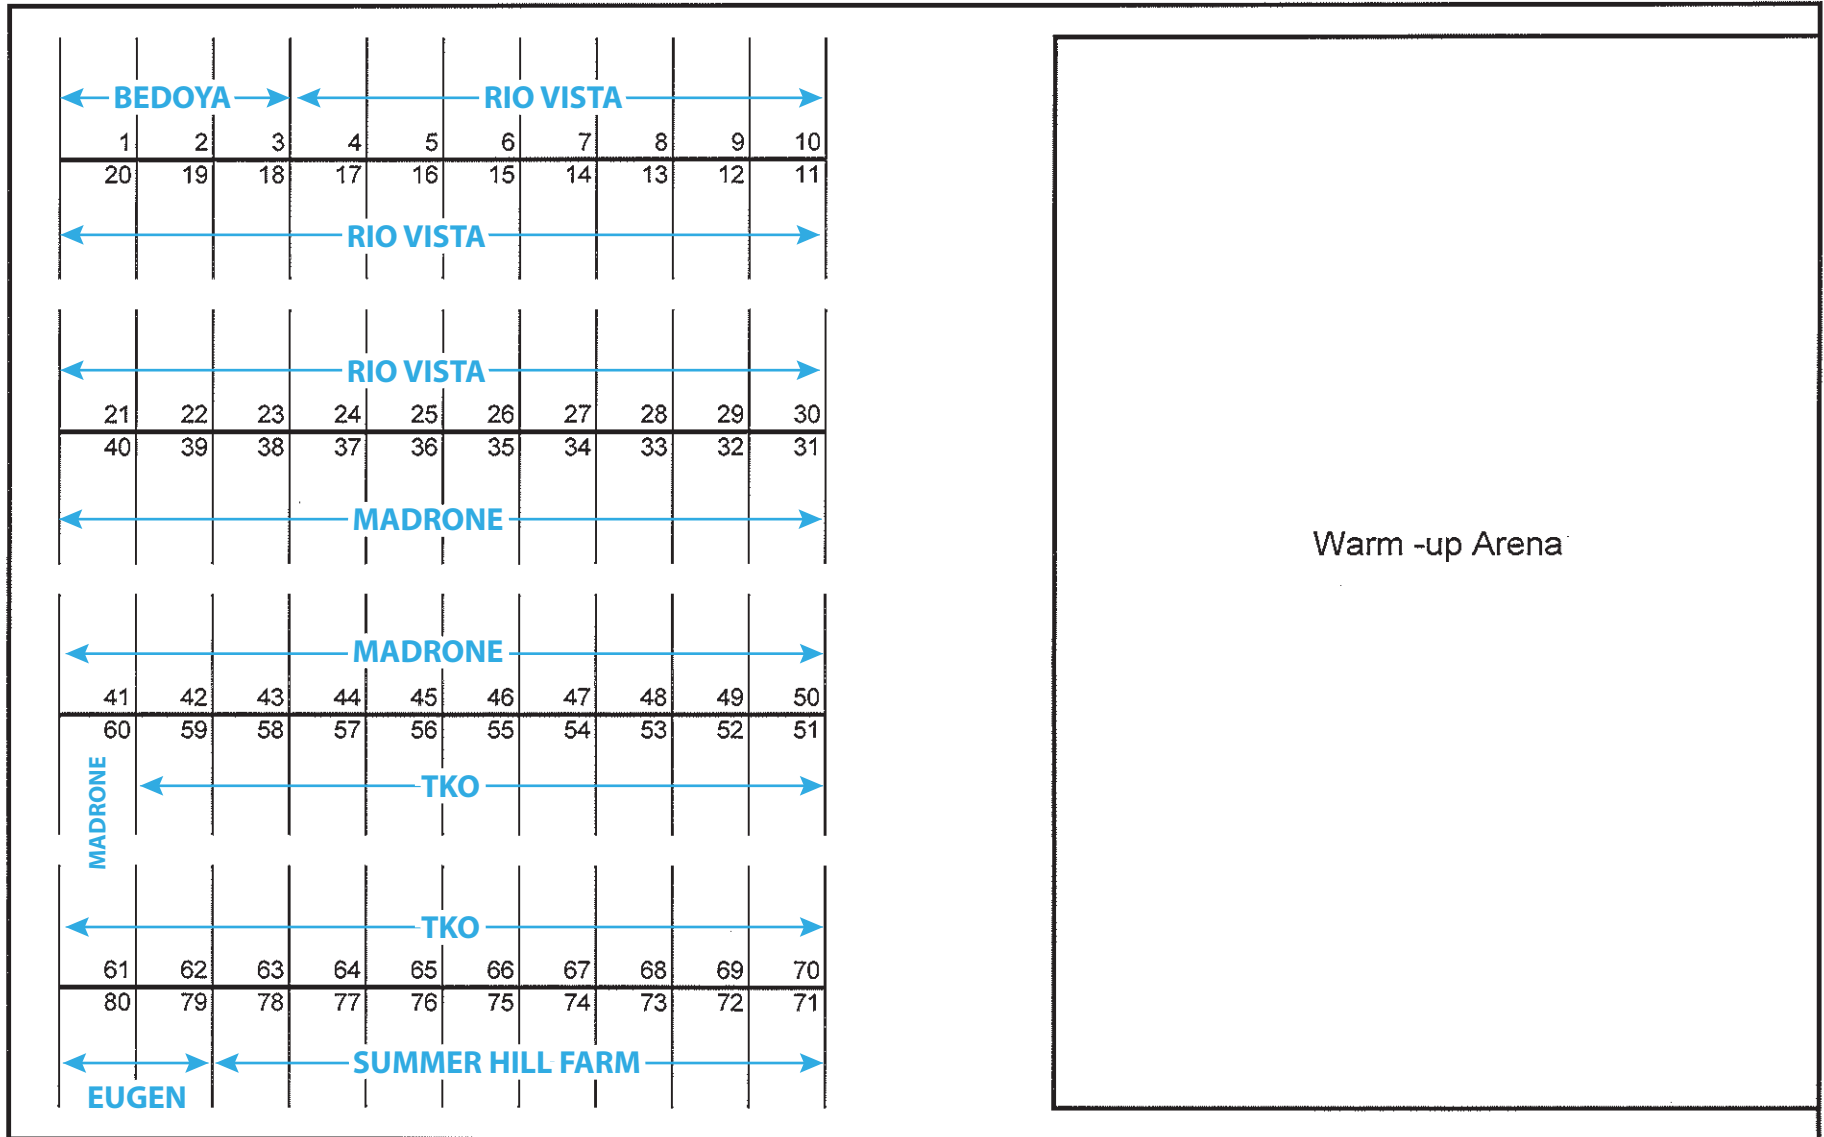 BEDOYA RIO VISTA
1 2 3 4 5 6 7 8 9 10
20 19 18 17 16 15 14 13 12 11
RIO VISTA
RIO VISTA
21 22 23 24 25 26 27 28 29 30
40 39 38 37 36 35 34 33 32 31
MADRONE
Warm -up Arena
MADRONE
41 42 43 44 45 46 47 48 49 50
60 59 58 57 56 55 54 53 52 51
MADRONE
TKO
TKO
61 62 63 64 65 66 67 68 69 70
80 79 78 77 76 75 74 73 72 71
SUMMER HILL FARM
EUGEN